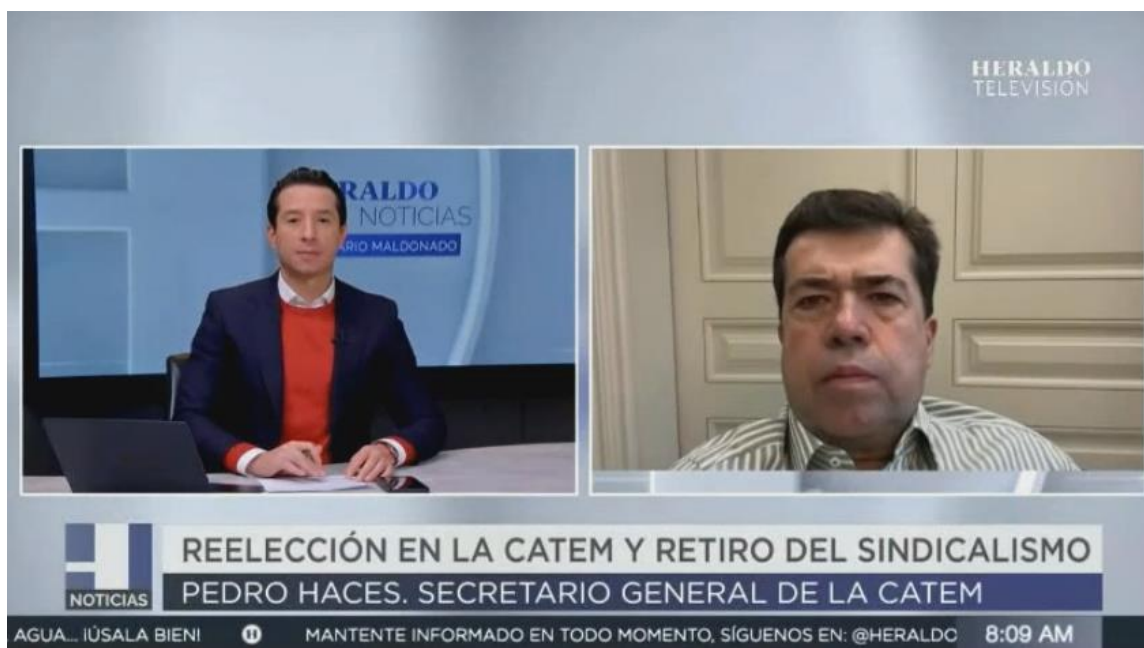 HERALDO
TELEVISIÓN
RALDO
NOTICIAS
ARIO MALDONADO
REELECCIÓN EN LA CATEM Y RETIRO DEL SINDICALISMO
NOTICIAS
PEDRO HACES. SECRETARIO GENERAL DE LA CATEM
AGUA... ¡ÚSALA BIEN! MANTENTE INFORMADO EN TODO MOMENTO, SÍGUENOS EN: @HERALDO 8:09 AM